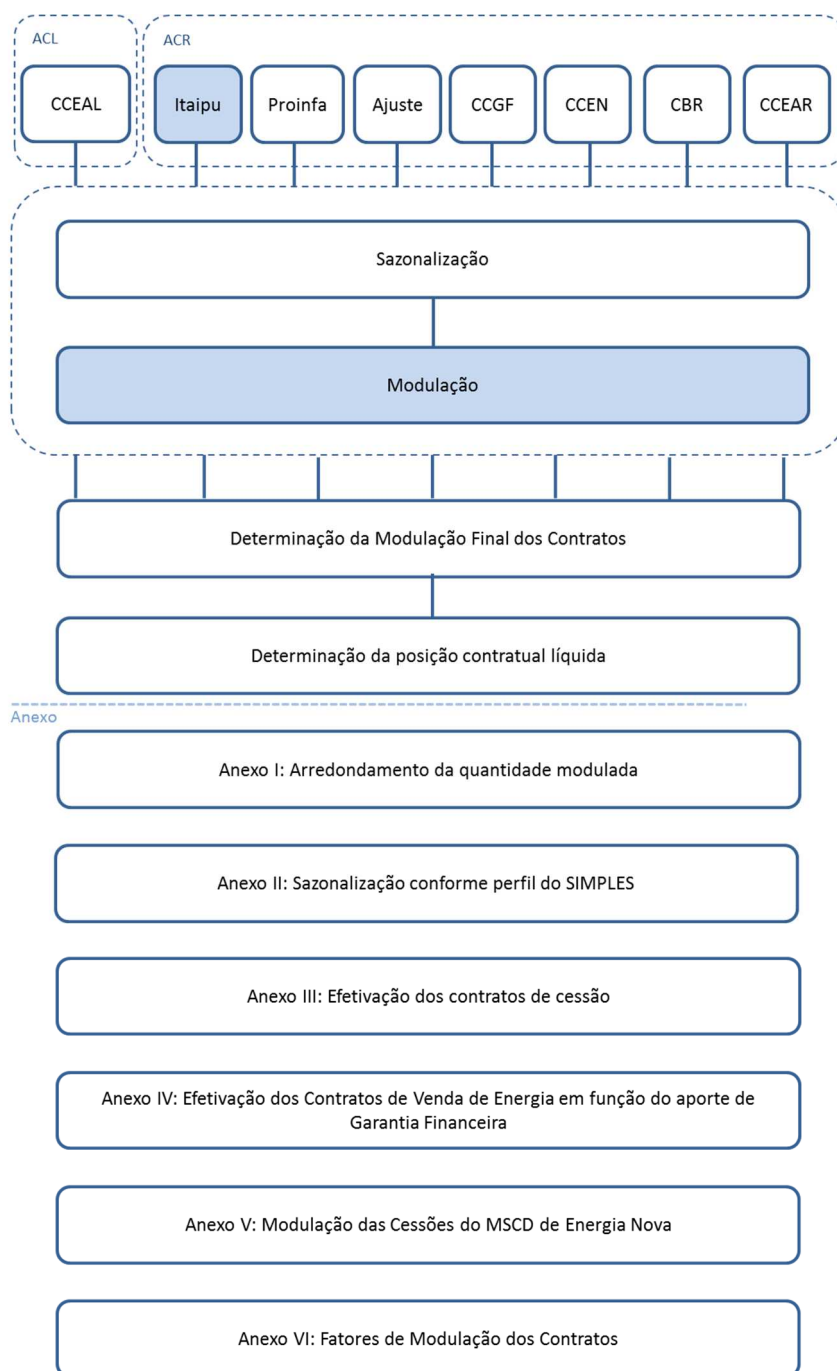 ACL
ACR
CCEAL
Itaipu
Proinfa
Ajuste
CCGF
CCEN
CBR
CCEAR
Sazonalização
Modulação
Determinação da Modulação Final dos Contratos
Determinação da posição contratual líquida
Anexo
Anexo I: Arredondamento da quantidade modulada
Anexo II: Sazonalização conforme perfil do SIMPLES
Anexo III: Efetivação dos contratos de cessão
Anexo IV: Efetivação dos Contratos de Venda de Energia em função do aporte de
Garantia Financeira
Anexo V: Modulação das Cessões do MSCD de Energia Nova
Anexo VI: Fatores de Modulação dos Contratos